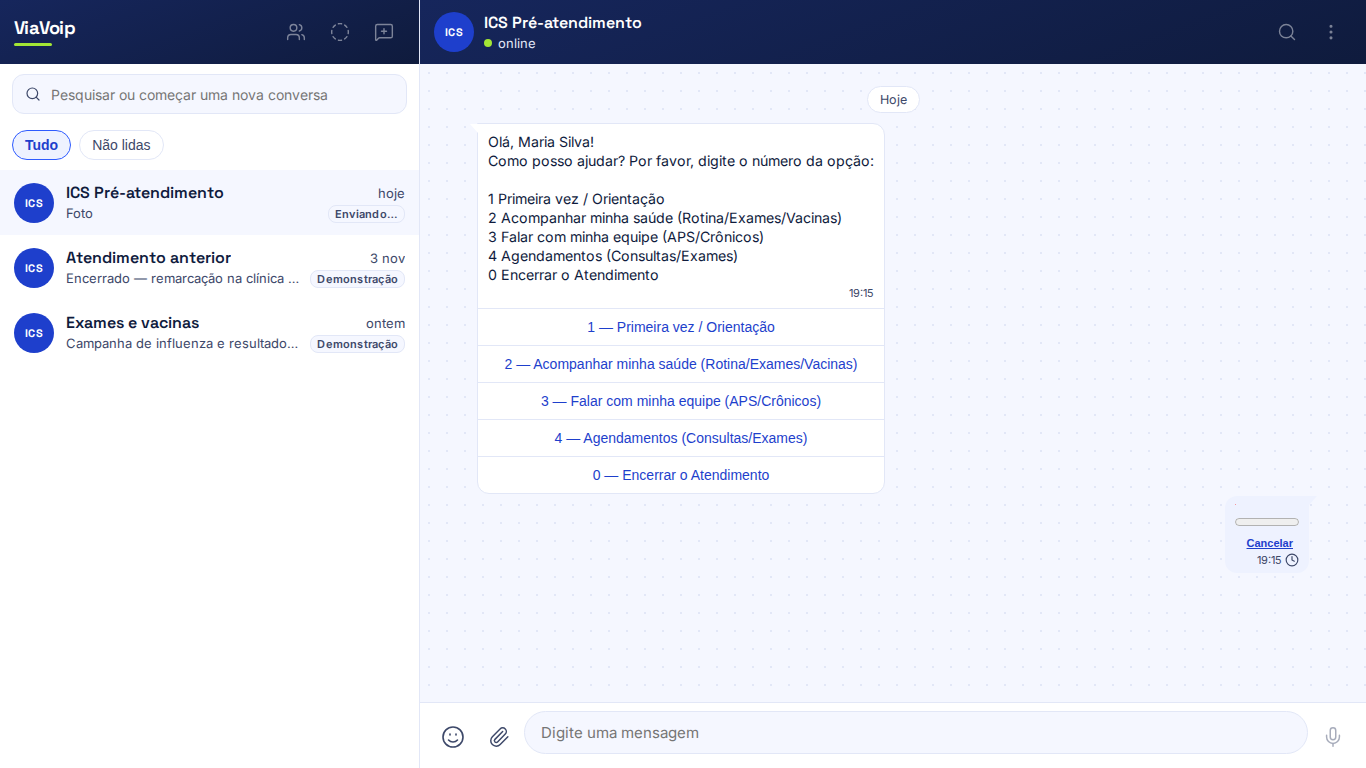 ViaVoip
Pesquisar ou começar uma nova conversa
Tudo
Não lidas
ICS
ICS Pré-atendimento
hoje
Foto
Enviando…
ICS
Atendimento anterior
3 nov
Encerrado — remarcação na clínica ...
Demonstração
ICS
Exames e vacinas
ontem
Campanha de influenza e resultado...
Demonstração
ICS
ICS Pré-atendimento
online
Hoje
Olá, Maria Silva!
Como posso ajudar? Por favor, digite o número da opção:
1 Primeira vez / Orientação
2 Acompanhar minha saúde (Rotina/Exames/Vacinas)
3 Falar com minha equipe (APS/Crônicos)
4 Agendamentos (Consultas/Exames)
0 Encerrar o Atendimento
19:15
1 — Primeira vez / Orientação
2 — Acompanhar minha saúde (Rotina/Exames/Vacinas)
3 — Falar com minha equipe (APS/Crônicos)
4 — Agendamentos (Consultas/Exames)
0 — Encerrar o Atendimento
Cancelar
19:15
Digite uma mensagem